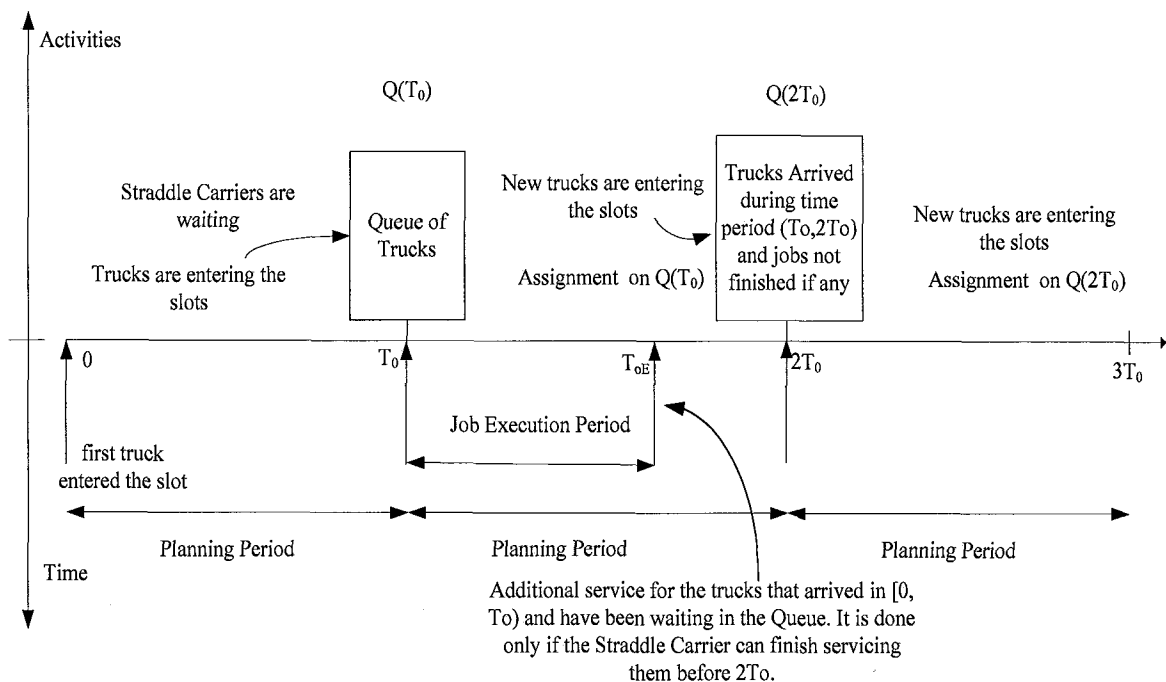 Activities
Q(T₀)
Q(2T₀)
Straddle Carriers are
waiting
Trucks are entering the
slots
Queue of
Trucks
New trucks are entering
the slots
Assignment on Q(T₀)
Trucks Arrived
during time
period (To,2To)
and jobs not
finished if any
New trucks are entering
the slots
Assignment on Q(2T₀)
0
T₀
ToE
2T₀
3T₀
Job Execution Period
first truck
entered the slot
Planning Period
Planning Period
Planning Period
Time
Additional service for the trucks that arrived in [0,
To) and have been waiting in the Queue. It is done
only if the Straddle Carrier can finish servicing
them before 2To.